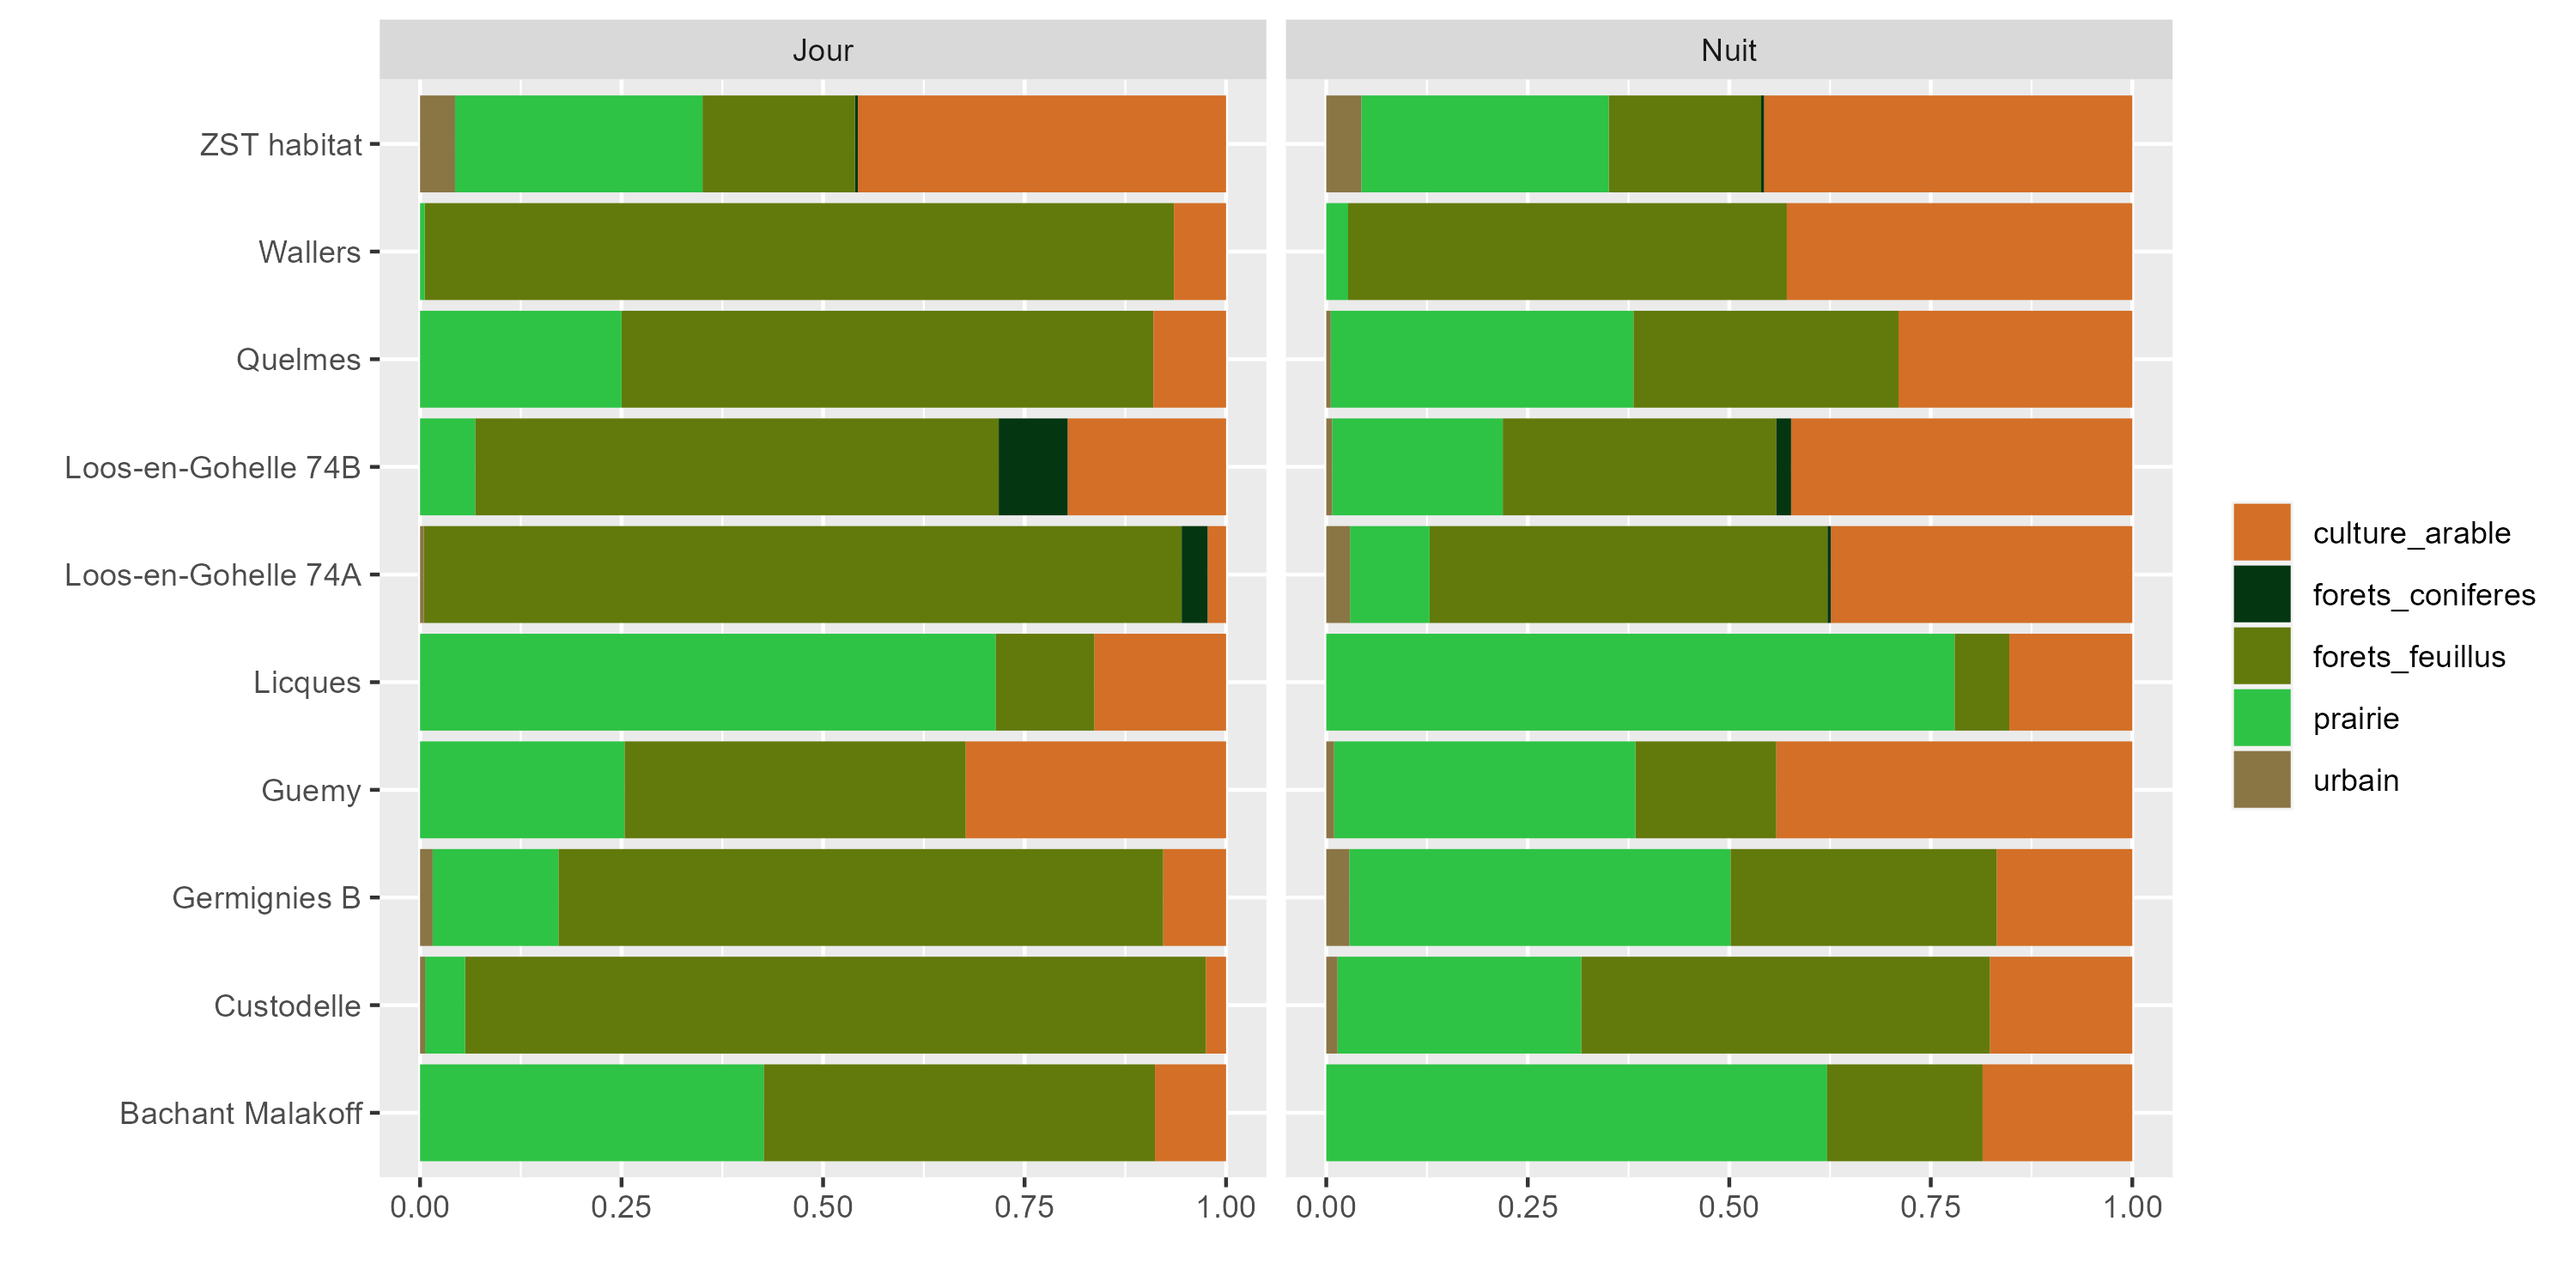 Jour
Nuit
ZST habitat
Wallers
Quelmes
Loos-en-Gohelle 74B
Loos-en-Gohelle 74A
Licques
Guemy
Germignies B
Custodelle
Bachant Malakoff
0.00 0.25 0.50 0.75 1.00
0.00 0.25 0.50 0.75 1.00
culture_arable
forets_coniferes
forets_feuillus
prairie
urbain